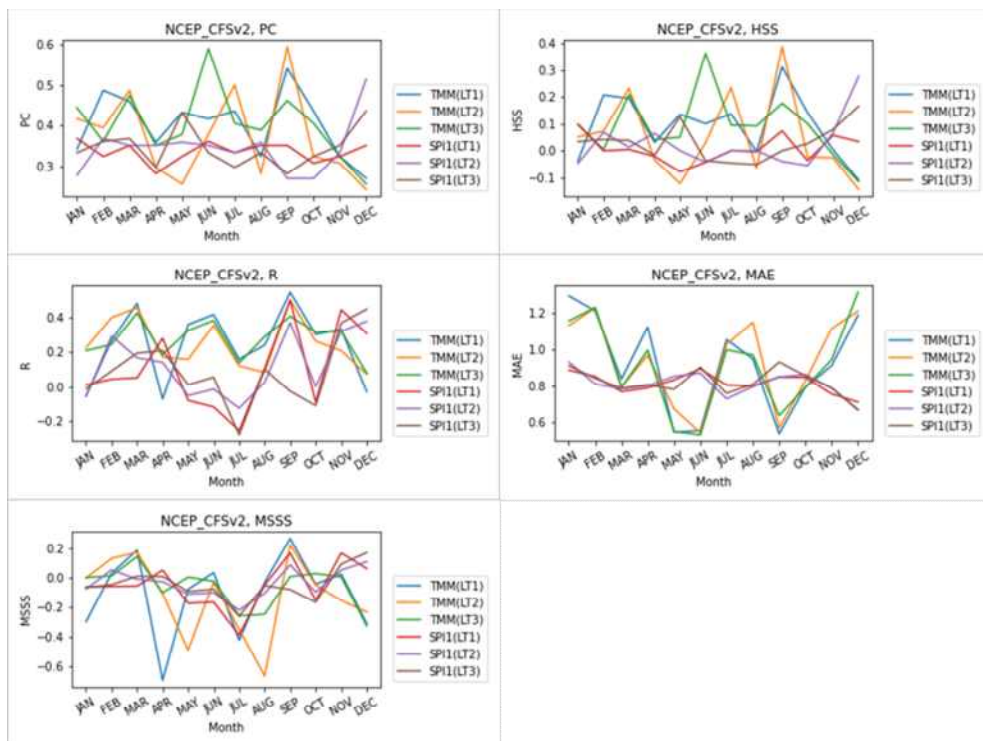 NCEP_CFSv2, PC
0.6
0.5
0.4
0.3
PC
JAN FEB MAR APR MAY JUN JUL AUG SEP OCT NOV DEC
Month
TMM(LT1)
TMM(LT2)
TMM(LT3)
SPI1(LT1)
SPI1(LT2)
SPI1(LT3)
NCEP_CFSv2, HSS
0.4
0.3
0.2
0.1
0.0
−0.1
HSS
JAN FEB MAR APR MAY JUN JUL AUG SEP OCT NOV DEC
Month
TMM(LT1)
TMM(LT2)
TMM(LT3)
SPI1(LT1)
SPI1(LT2)
SPI1(LT3)
NCEP_CFSv2, R
0.4
0.2
0.0
−0.2
R
JAN FEB MAR APR MAY JUN JUL AUG SEP OCT NOV DEC
Month
TMM(LT1)
TMM(LT2)
TMM(LT3)
SPI1(LT1)
SPI1(LT2)
SPI1(LT3)
NCEP_CFSv2, MAE
1.2
1.0
0.8
0.6
MAE
JAN FEB MAR APR MAY JUN JUL AUG SEP OCT NOV DEC
Month
TMM(LT1)
TMM(LT2)
TMM(LT3)
SPI1(LT1)
SPI1(LT2)
SPI1(LT3)
NCEP_CFSv2, MSSS
0.2
0.0
−0.2
−0.4
−0.6
MSSS
JAN FEB MAR APR MAY JUN JUL AUG SEP OCT NOV DEC
Month
TMM(LT1)
TMM(LT2)
TMM(LT3)
SPI1(LT1)
SPI1(LT2)
SPI1(LT3)